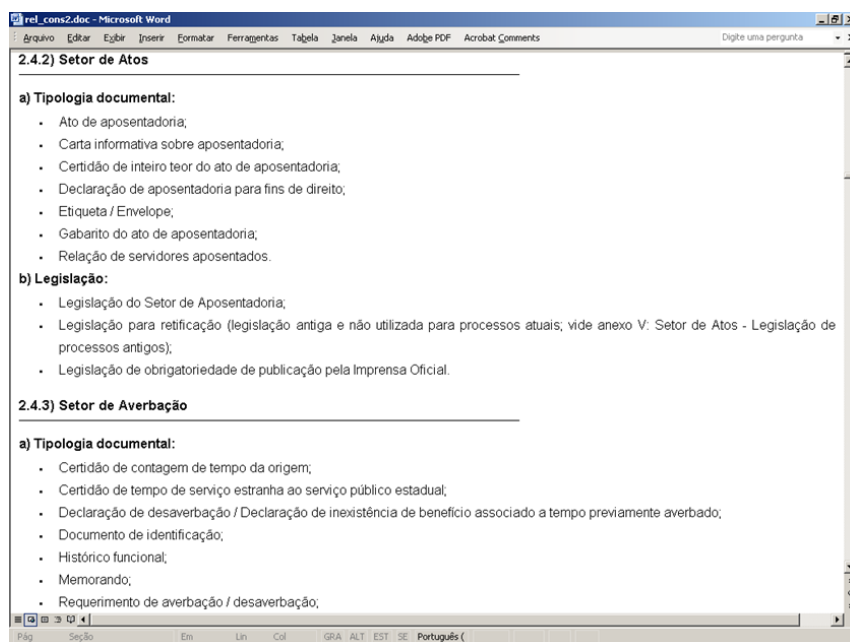 rel_cons2.doc - Microsoft Word
Arquivo Editar Exibir Inserir Formatar Ferramentas Tabela Janela Ajuda Adobe PDF Acrobat Comments Digite uma pergunta
2.4.2) Setor de Atos
a) Tipologia documental:
Ato de aposentadoria;
Carta informativa sobre aposentadoria;
Certidão de inteiro teor do ato de aposentadoria;
Declaração de aposentadoria para fins de direito;
Etiqueta / Envelope;
Gabarito do ato de aposentadoria;
Relação de servidores aposentados.
b) Legislação:
Legislação do Setor de Aposentadoria;
Legislação para retificação (legislação antiga e não utilizada para processos atuais; vide anexo V: Setor de Atos - Legislação de
processos antigos);
Legislação de obrigatoriedade de publicação pela Imprensa Oficial.
2.4.3) Setor de Averbação
a) Tipologia documental:
Certidão de contagem de tempo da origem;
Certidão de tempo de serviço estranha ao serviço público estadual;
Declaração de desaverbação / Declaração de inexistência de benefício associado a tempo previamente averbado;
Documento de identificação;
Histórico funcional;
Memorando;
Requerimento de averbação / desaverbação;
Pág Seção Em Lin Col GRA ALT EST SE Português (